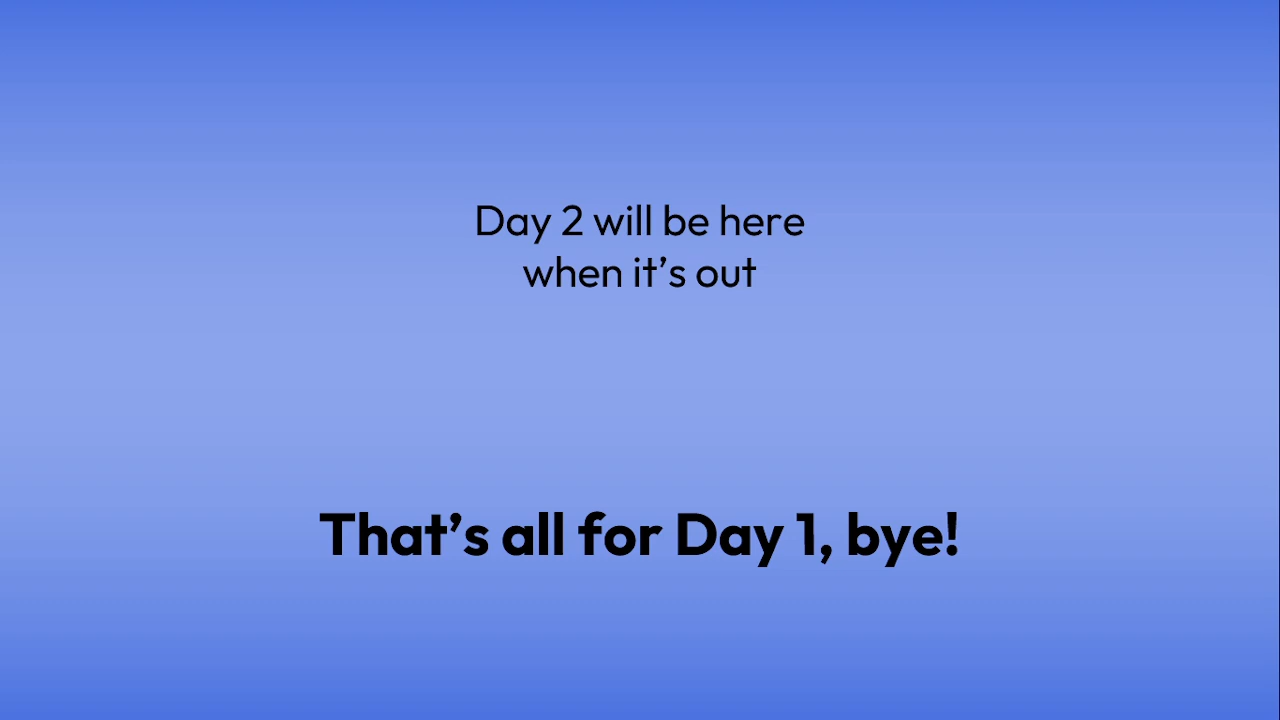 Day 2 will be here
when it’s out
That’s all for Day 1, bye!